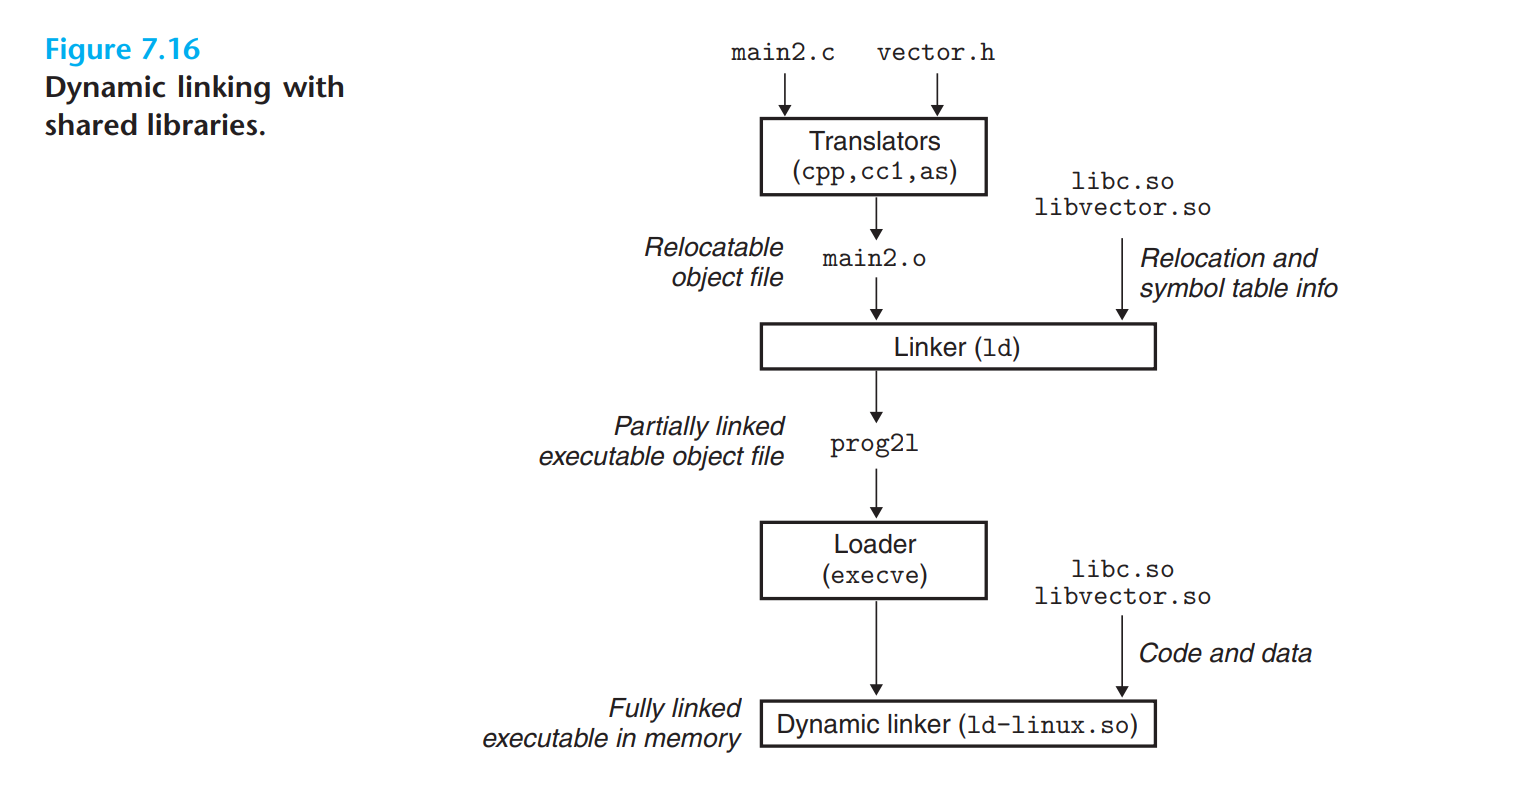 Figure 7.16
Dynamic linking with
shared libraries.
main2.c vector.h
Translators
(cpp,cc1,as)
libc.so
libvector.so
Relocatable
object file
main2.o
Relocation and
symbol table info
Linker (ld)
Partially linked
executable object file
prog2l
Loader
(execve)
libc.so
libvector.so
Code and data
Fully linked
executable in memory
Dynamic linker (ld-linux.so)